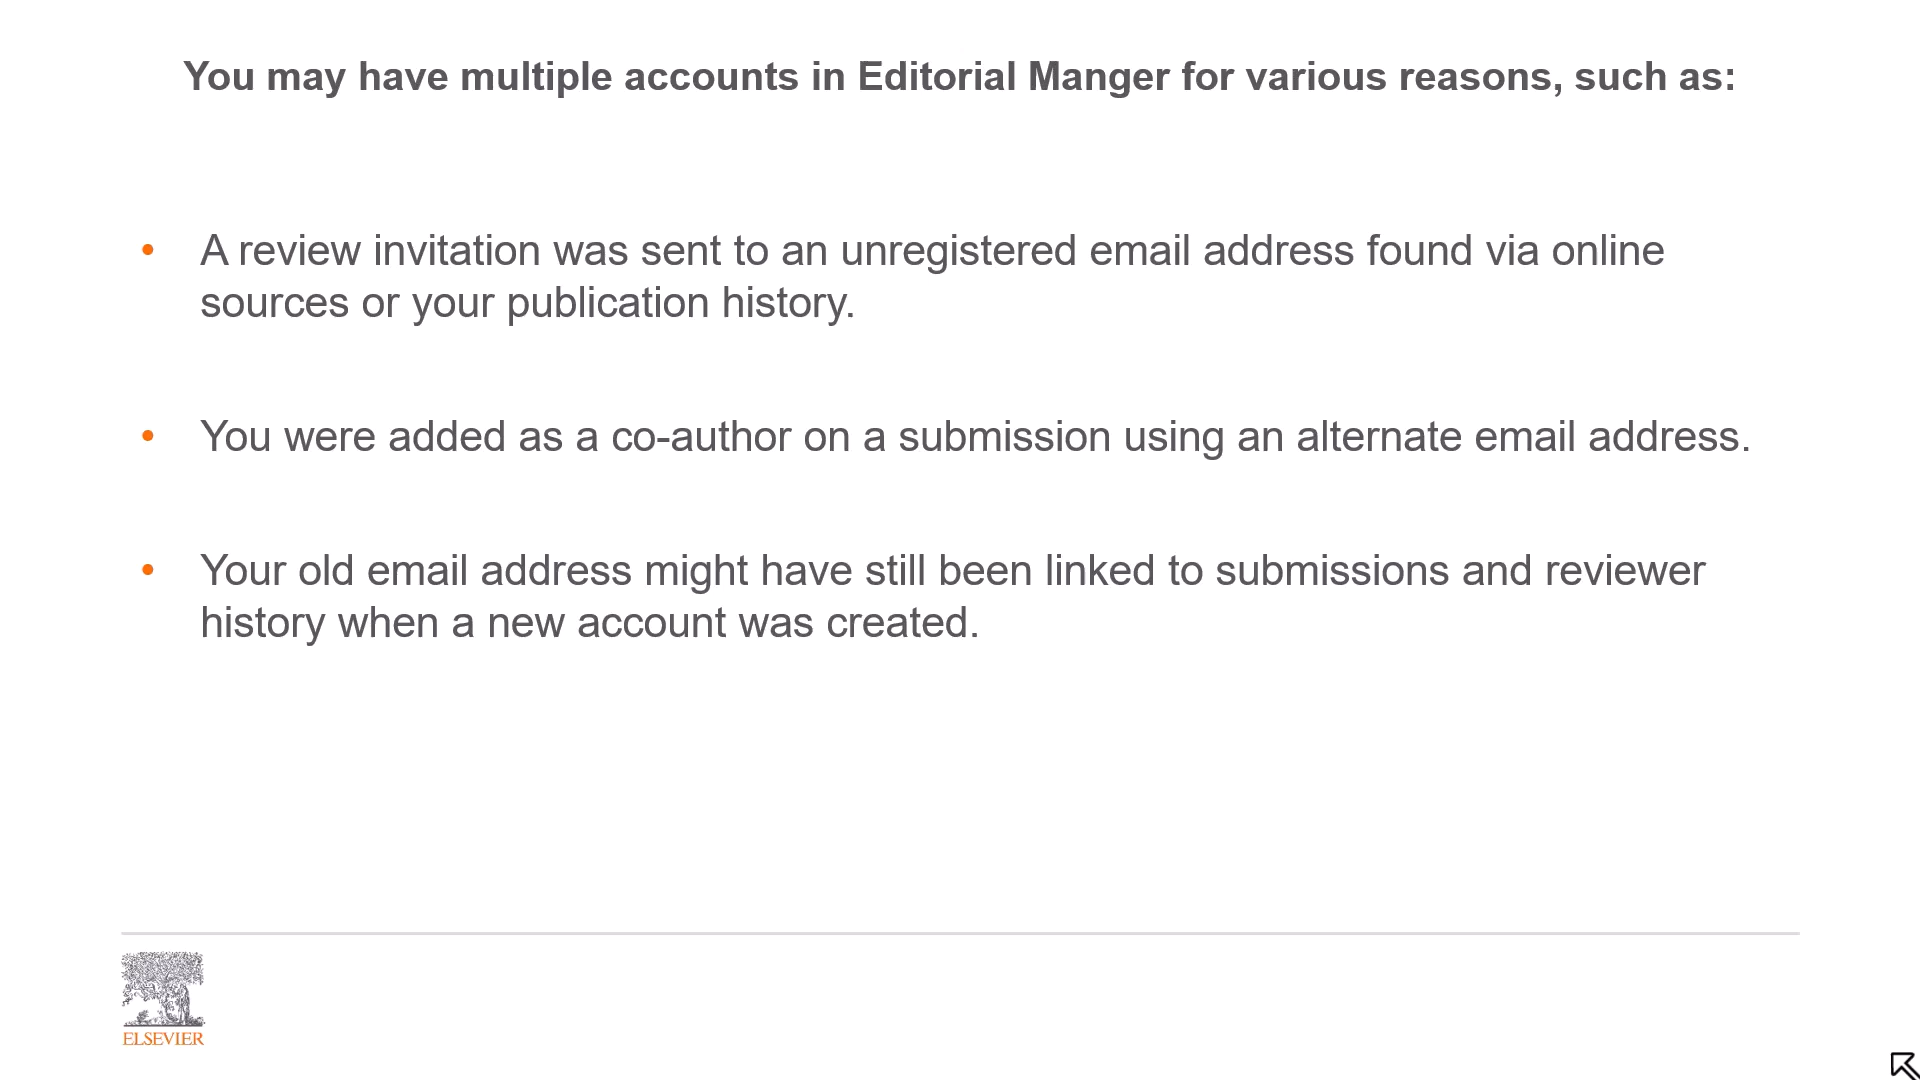 You may have multiple accounts in Editorial Manger for various reasons, such as:
• A review invitation was sent to an unregistered email address found via online
sources or your publication history.
• You were added as a co-author on a submission using an alternate email address.
• Your old email address might have still been linked to submissions and reviewer
history when a new account was created.
ELSEVIER